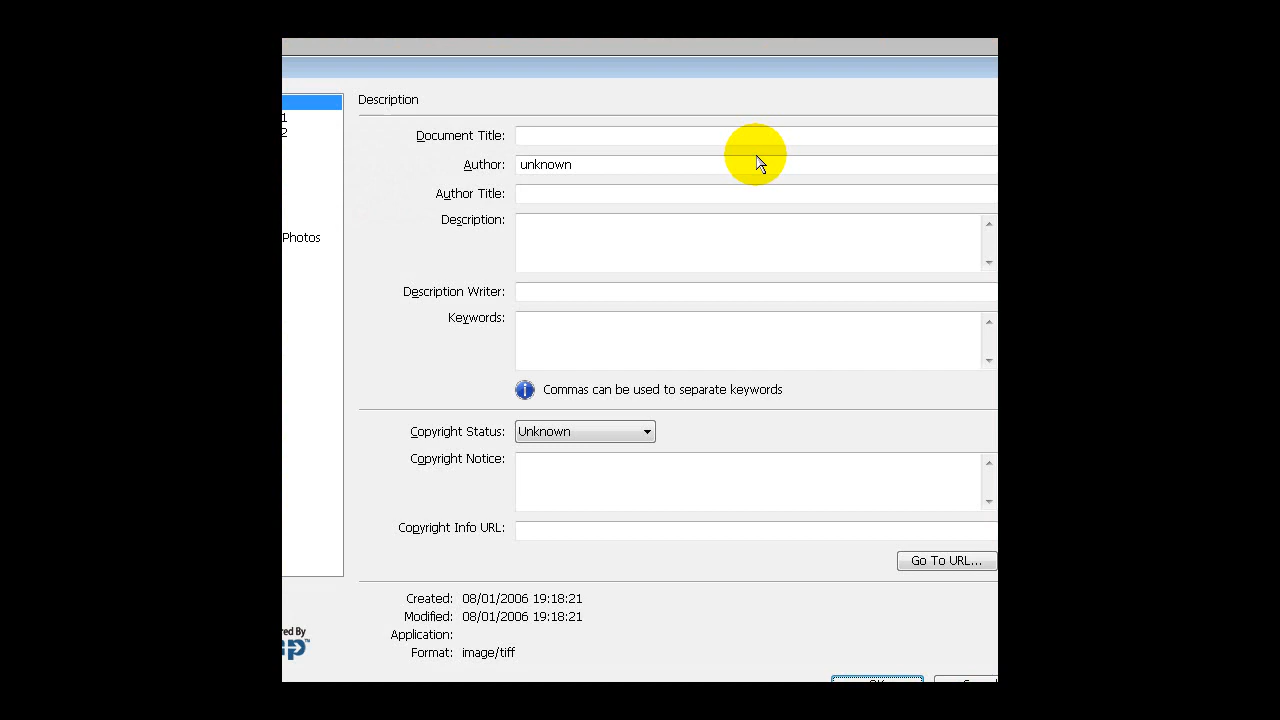 Description
1
2
Photos
Document Title:
Author: unknown
Author Title:
Description:
Description Writer:
Keywords:
Commas can be used to separate keywords
Copyright Status: Unknown
Copyright Notice:
Copyright Info URL:
Go To URL...
Created: 08/01/2006 19:18:21
Modified: 08/01/2006 19:18:21
Application:
Format: image/tiff